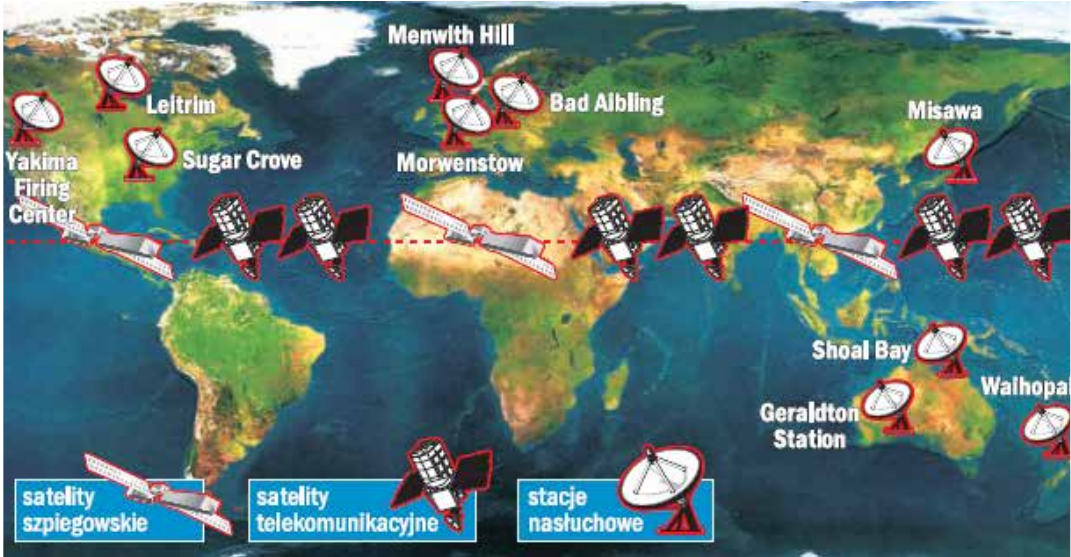 Menwith Hill
Leitrim
Bad Aibling
Misawa
Yakima
Firing
Center
Sugar Crove
Morwenstow
Shoal Bay
Waihopai
Geraldton
Station
satelity
szpiegowskie
satelity
telekomunikacyjne
stacje
nasłuchowe